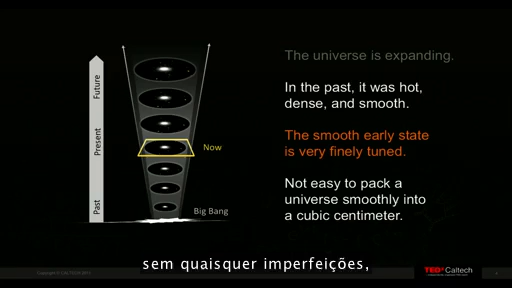 The universe is expanding.
In the past, it was hot,
dense, and smooth.
The smooth early state
is very finely tuned.
Not easy to pack a
universe smoothly into
a cubic centimeter.
Future
Present
Past
Now
Big Bang
sem quaisquer imperfeições,
TEDxCaltech